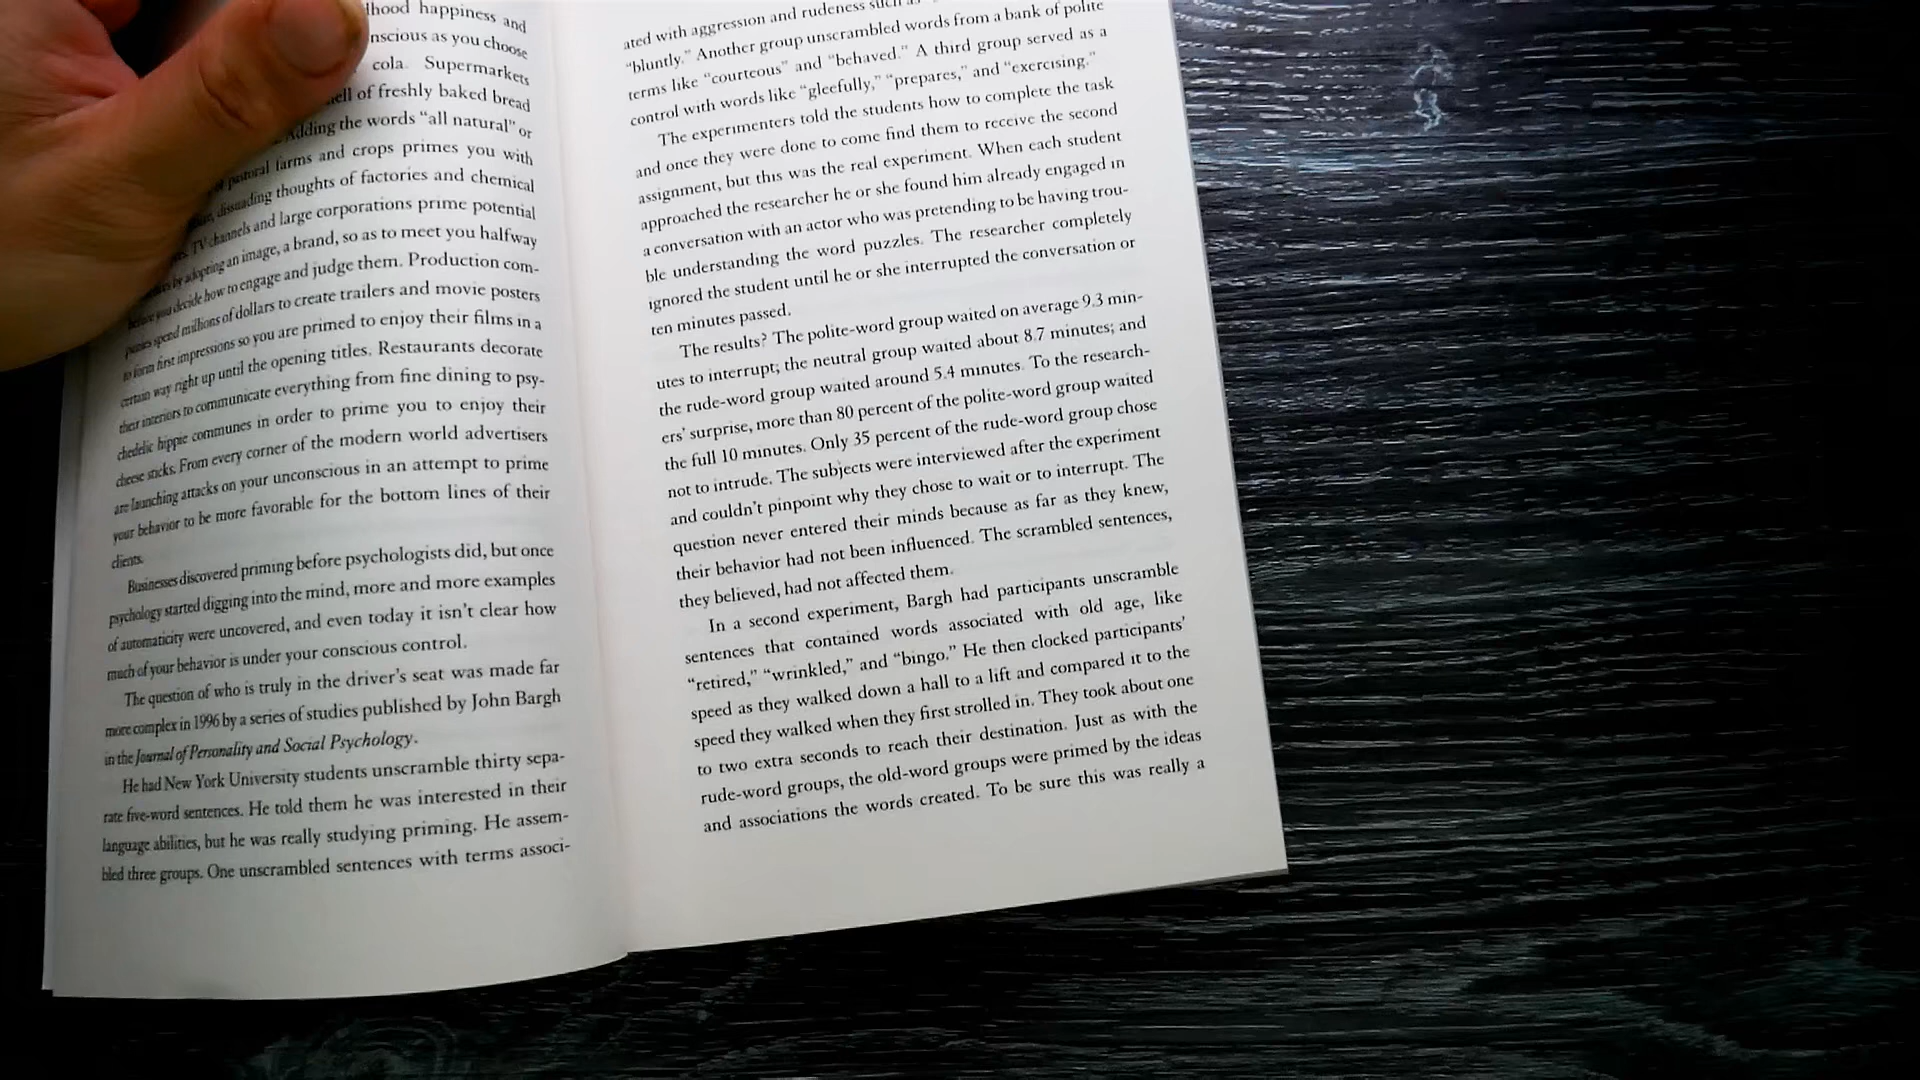 lhood happiness and
nscious as you choose
cola. Supermarkets
ell of freshly baked bread
Adding the words “all natural” or
of pastoral farms and crops primes you with
dissuading thoughts of factories and chemical
TV channels and large corporations prime potential
by adopting an image, a brand, so as to meet you halfway
before you decide how to engage and judge them. Production com-
panies spend millions of dollars to create trailers and movie posters
to form first impressions so you are primed to enjoy their films in a
certain way right up until the opening titles. Restaurants decorate
their interiors to communicate everything from fine dining to psy-
chedelic hippie communes in order to prime you to enjoy their
cheese sticks. From every corner of the modern world advertisers
are launching attacks on your unconscious in an attempt to prime
your behavior to be more favorable for the bottom lines of their
clients.
Businesses discovered priming before psychologists did, but once
psychology started digging into the mind, more and more examples
of automaticity were uncovered, and even today it isn’t clear how
much of your behavior is under your conscious control.
The question of who is truly in the driver’s seat was made far
more complex in 1996 by a series of studies published by John Bargh
in the Journal of Personality and Social Psychology.
He had New York University students unscramble thirty sepa-
rate five-word sentences. He told them he was interested in their
language abilities, but he was really studying priming. He assem-
bled three groups. One unscrambled sentences with terms associ-
ated with aggression and rudeness such as
“bluntly.” Another group unscrambled words from a bank of polite
terms like “courteous” and “behaved.” A third group served as a
control with words like “gleefully,” “prepares,” and “exercising.”
The experimenters told the students how to complete the task
and once they were done to come find them to receive the second
assignment, but this was the real experiment. When each student
approached the researcher he or she found him already engaged in
a conversation with an actor who was pretending to be having trou-
ble understanding the word puzzles. The researcher completely
ignored the student until he or she interrupted the conversation or
ten minutes passed.
The results? The polite-word group waited on average 9.3 min-
utes to interrupt; the neutral group waited about 8.7 minutes; and
the rude-word group waited around 5.4 minutes. To the research-
ers’ surprise, more than 80 percent of the polite-word group waited
the full 10 minutes. Only 35 percent of the rude-word group chose
not to intrude. The subjects were interviewed after the experiment
and couldn’t pinpoint why they chose to wait or to interrupt. The
question never entered their minds because as far as they knew,
their behavior had not been influenced. The scrambled sentences,
they believed, had not affected them.
In a second experiment, Bargh had participants unscramble
sentences that contained words associated with old age, like
“retired,” “wrinkled,” and “bingo.” He then clocked participants’
speed as they walked down a hall to a lift and compared it to the
speed they walked when they first strolled in. They took about one
to two extra seconds to reach their destination. Just as with the
rude-word groups, the old-word groups were primed by the ideas
and associations the words created. To be sure this was really a